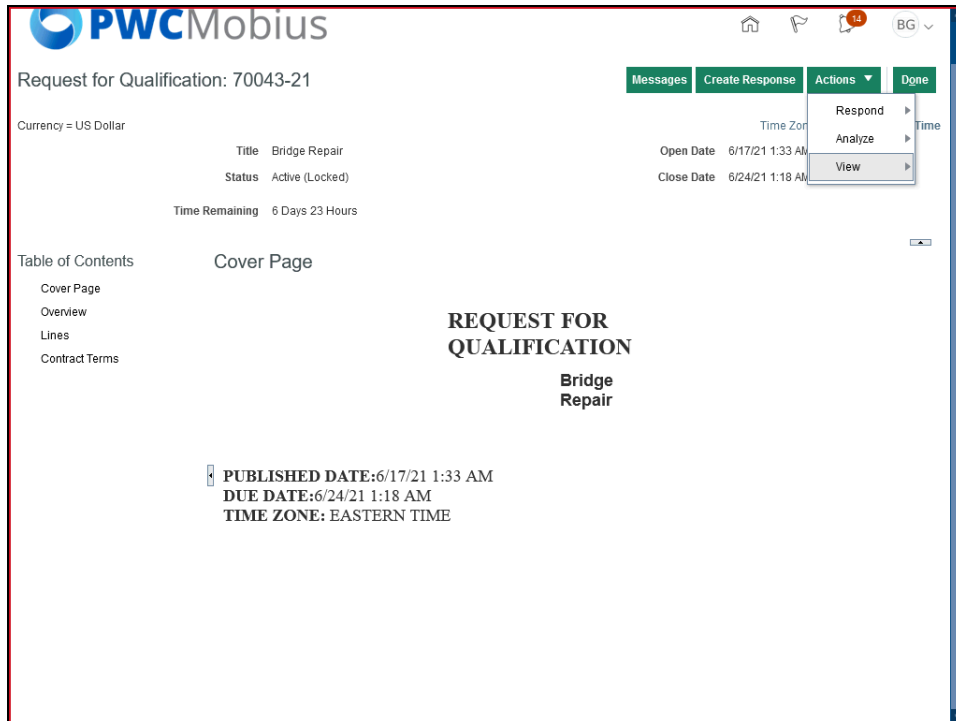 PWCMobius
14
BG
Request for Qualification: 70043-21
Messages
Create Response
Actions
Done
Respond
Analyze
View
Currency = US Dollar
Time Zon
Time
Title Bridge Repair
Open Date 6/17/21 1:33 AM
Status Active (Locked)
Close Date 6/24/21 1:18 AM
Time Remaining 6 Days 23 Hours
Table of Contents
Cover Page
Overview
Lines
Contract Terms
Cover Page
REQUEST FOR
QUALIFICATION
Bridge
Repair
PUBLISHED DATE:6/17/21 1:33 AM
DUE DATE:6/24/21 1:18 AM
TIME ZONE: EASTERN TIME